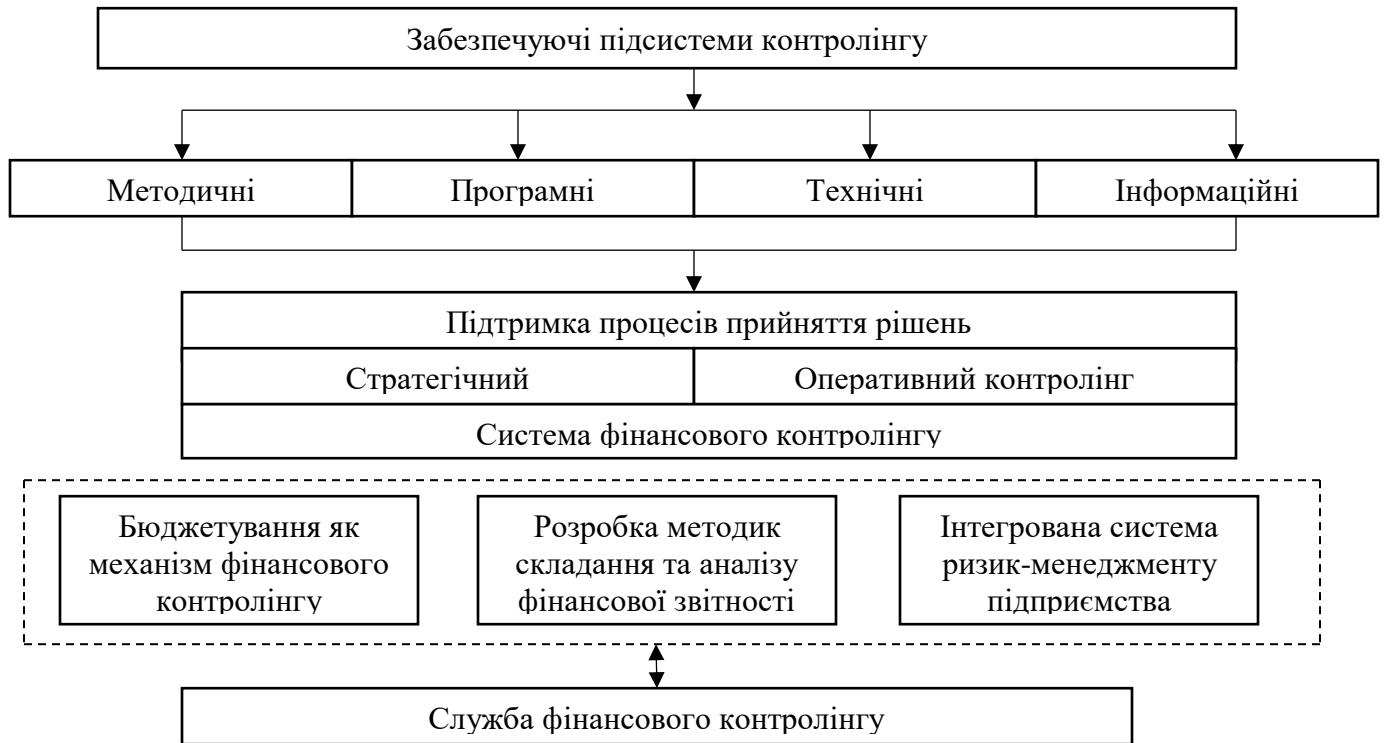 Забезпечуючі підсистеми контролінгу
Методичні
Програмні
Технічні
Інформаційні
Підтримка процесів прийняття рішень
Стратегічний
Оперативний контролінг
Система фінансового контролінгу
Бюджетування як
механізм фінансового
контролінгу
Розробка методик
складання та аналізу
фінансової звітності
Інтегрована система
ризик-менеджменту
підприємства
Служба фінансового контролінгу